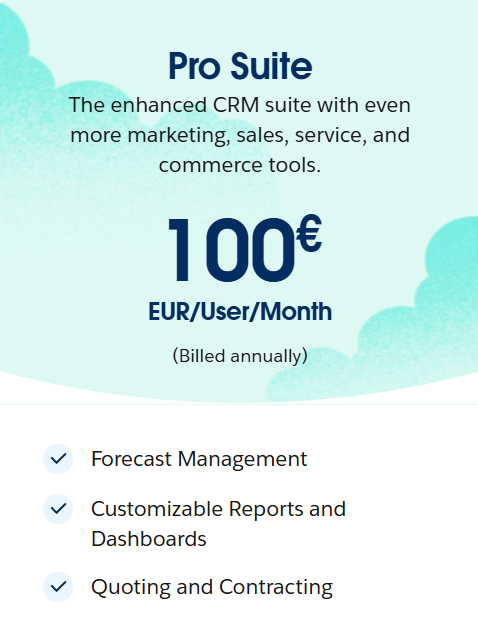 Pro Suite
The enhanced CRM suite with even
more marketing, sales, service, and
commerce tools.
100€
EUR/User/Month
(Billed annually)
Forecast Management
Customizable Reports and
Dashboards
Quoting and Contracting